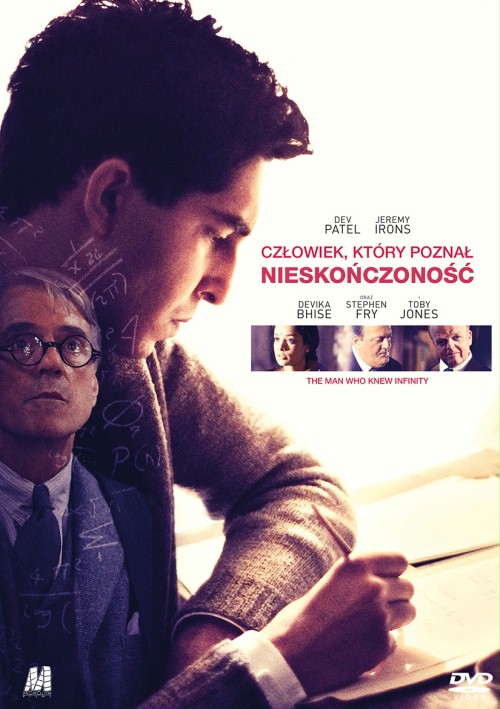 DEV JEREMY
PATEL IRONS
CZŁOWIEK, KTÓRY POZNAŁ
NIESKOŃCZONOŚĆ
DEVIKA ORAZ STEPHEN I TOBY
BHISE FRY JONES
THE MAN WHO KNEW INFINITY
P(n)
DVD
VIDEO